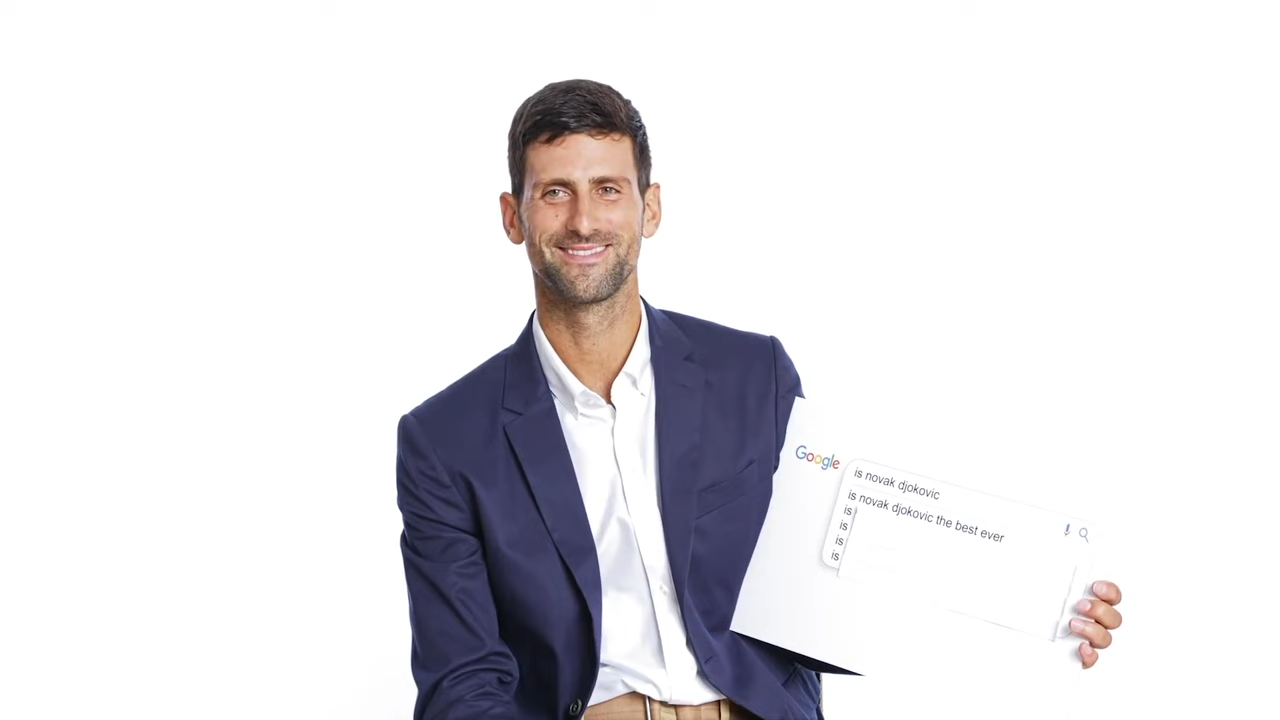 Google
is novak djokovic
is novak djokovic the best ever
is
is
is
is